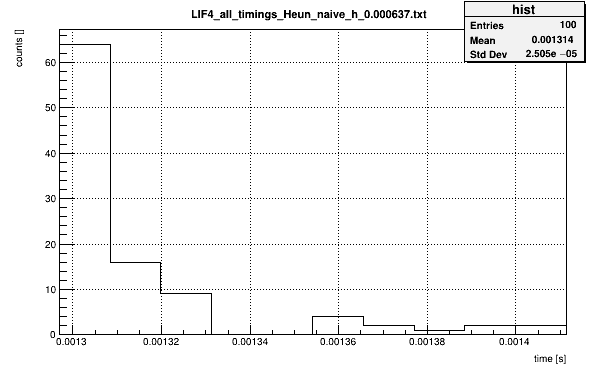 LIF4_all_timings_Heun_naive_h_0.000637.txt
hist
Entries 100
Mean 0.001314
Std Dev 2.505e −05
counts []
60
50
40
30
20
10
0
0.0013 0.00132 0.00134 0.00136 0.00138 0.0014
time [s]